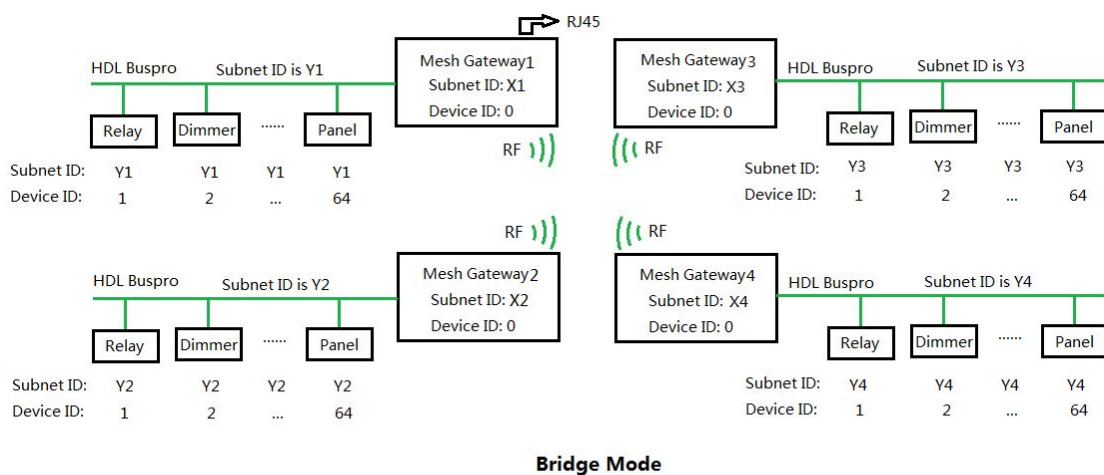 RJ45
HDL Buspro Subnet ID is Y1
Mesh Gateway1
Subnet ID: X1
Device ID: 0
RF
Relay Dimmer ...... Panel
Subnet ID: Y1 Y1 Y1 Y1
Device ID: 1 2 ... 64
Mesh Gateway3
Subnet ID: X3
Device ID: 0
HDL Buspro Subnet ID is Y3
RF
Relay Dimmer ...... Panel
Subnet ID: Y3 Y3 Y3 Y3
Device ID: 1 2 ... 64
RF
HDL Buspro Subnet ID is Y2
Mesh Gateway2
Subnet ID: X2
Device ID: 0
Relay Dimmer ...... Panel
Subnet ID: Y2 Y2 Y2 Y2
Device ID: 1 2 ... 64
RF
Mesh Gateway4
Subnet ID: X4
Device ID: 0
HDL Buspro Subnet ID is Y4
Relay Dimmer ...... Panel
Subnet ID: Y4 Y4 Y4 Y4
Device ID: 1 2 ... 64
Bridge Mode